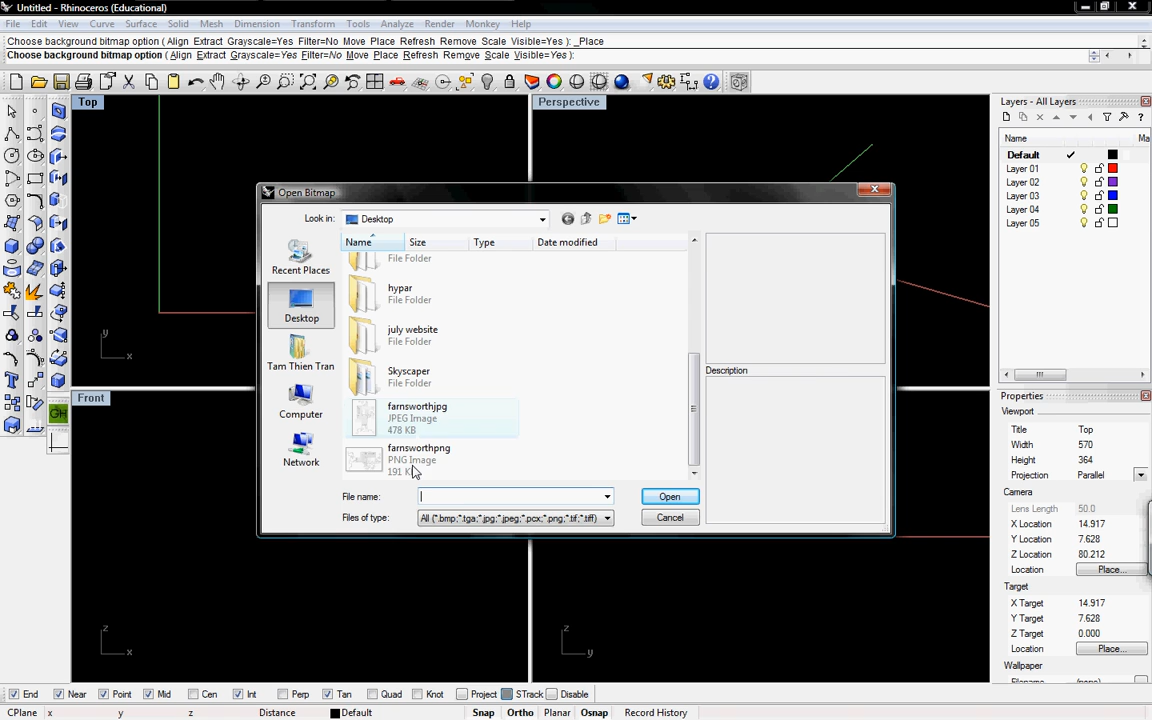 Untitled - Rhinoceros (Educational)
File Edit View Curve Surface Solid Mesh Dimension Transform Tools Analyze Render Monkey Help
Choose background bitmap option ( Align Extract Grayscale=Yes Filter=No Move Place Refresh Remove Scale Visible=Yes ): _Place
Choose background bitmap option ( Align Extract Grayscale=Yes Filter=No Move Place Refresh Remove Scale Visible=Yes ):
Top
Perspective
Front
y
x
z
x
z
y
GH
Open Bitmap
Look in: Desktop
Name Size Type Date modified
File Folder
hypar
File Folder
july website
File Folder
Skyscaper
File Folder
farnsworthjpg
JPEG Image
478 KB
farnsworthpng
PNG Image
191 K
Recent Places
Desktop
Tam Thien Tran
Computer
Network
Description
File name: Open
Files of type: All (*.bmp;*.tga;*.jpg;*.jpeg;*.pcx;*.png;*.tif;*.tiff) Cancel
Layers - All Layers
Name Ma
Default
Layer 01
Layer 02
Layer 03
Layer 04
Layer 05
Properties
Viewport
Title Top
Width 570
Height 364
Projection Parallel
Camera
Lens Length 50.0
X Location 14.917
Y Location 7.628
Z Location 80.212
Location Place...
Target
X Target 14.917
Y Target 7.628
Z Target 0.000
Location Place...
Wallpaper
End Near Point Mid Cen Int Perp Tan Quad Knot Project STrack Disable
CPlane x y z Distance Default Snap Ortho Planar Osnap Record History